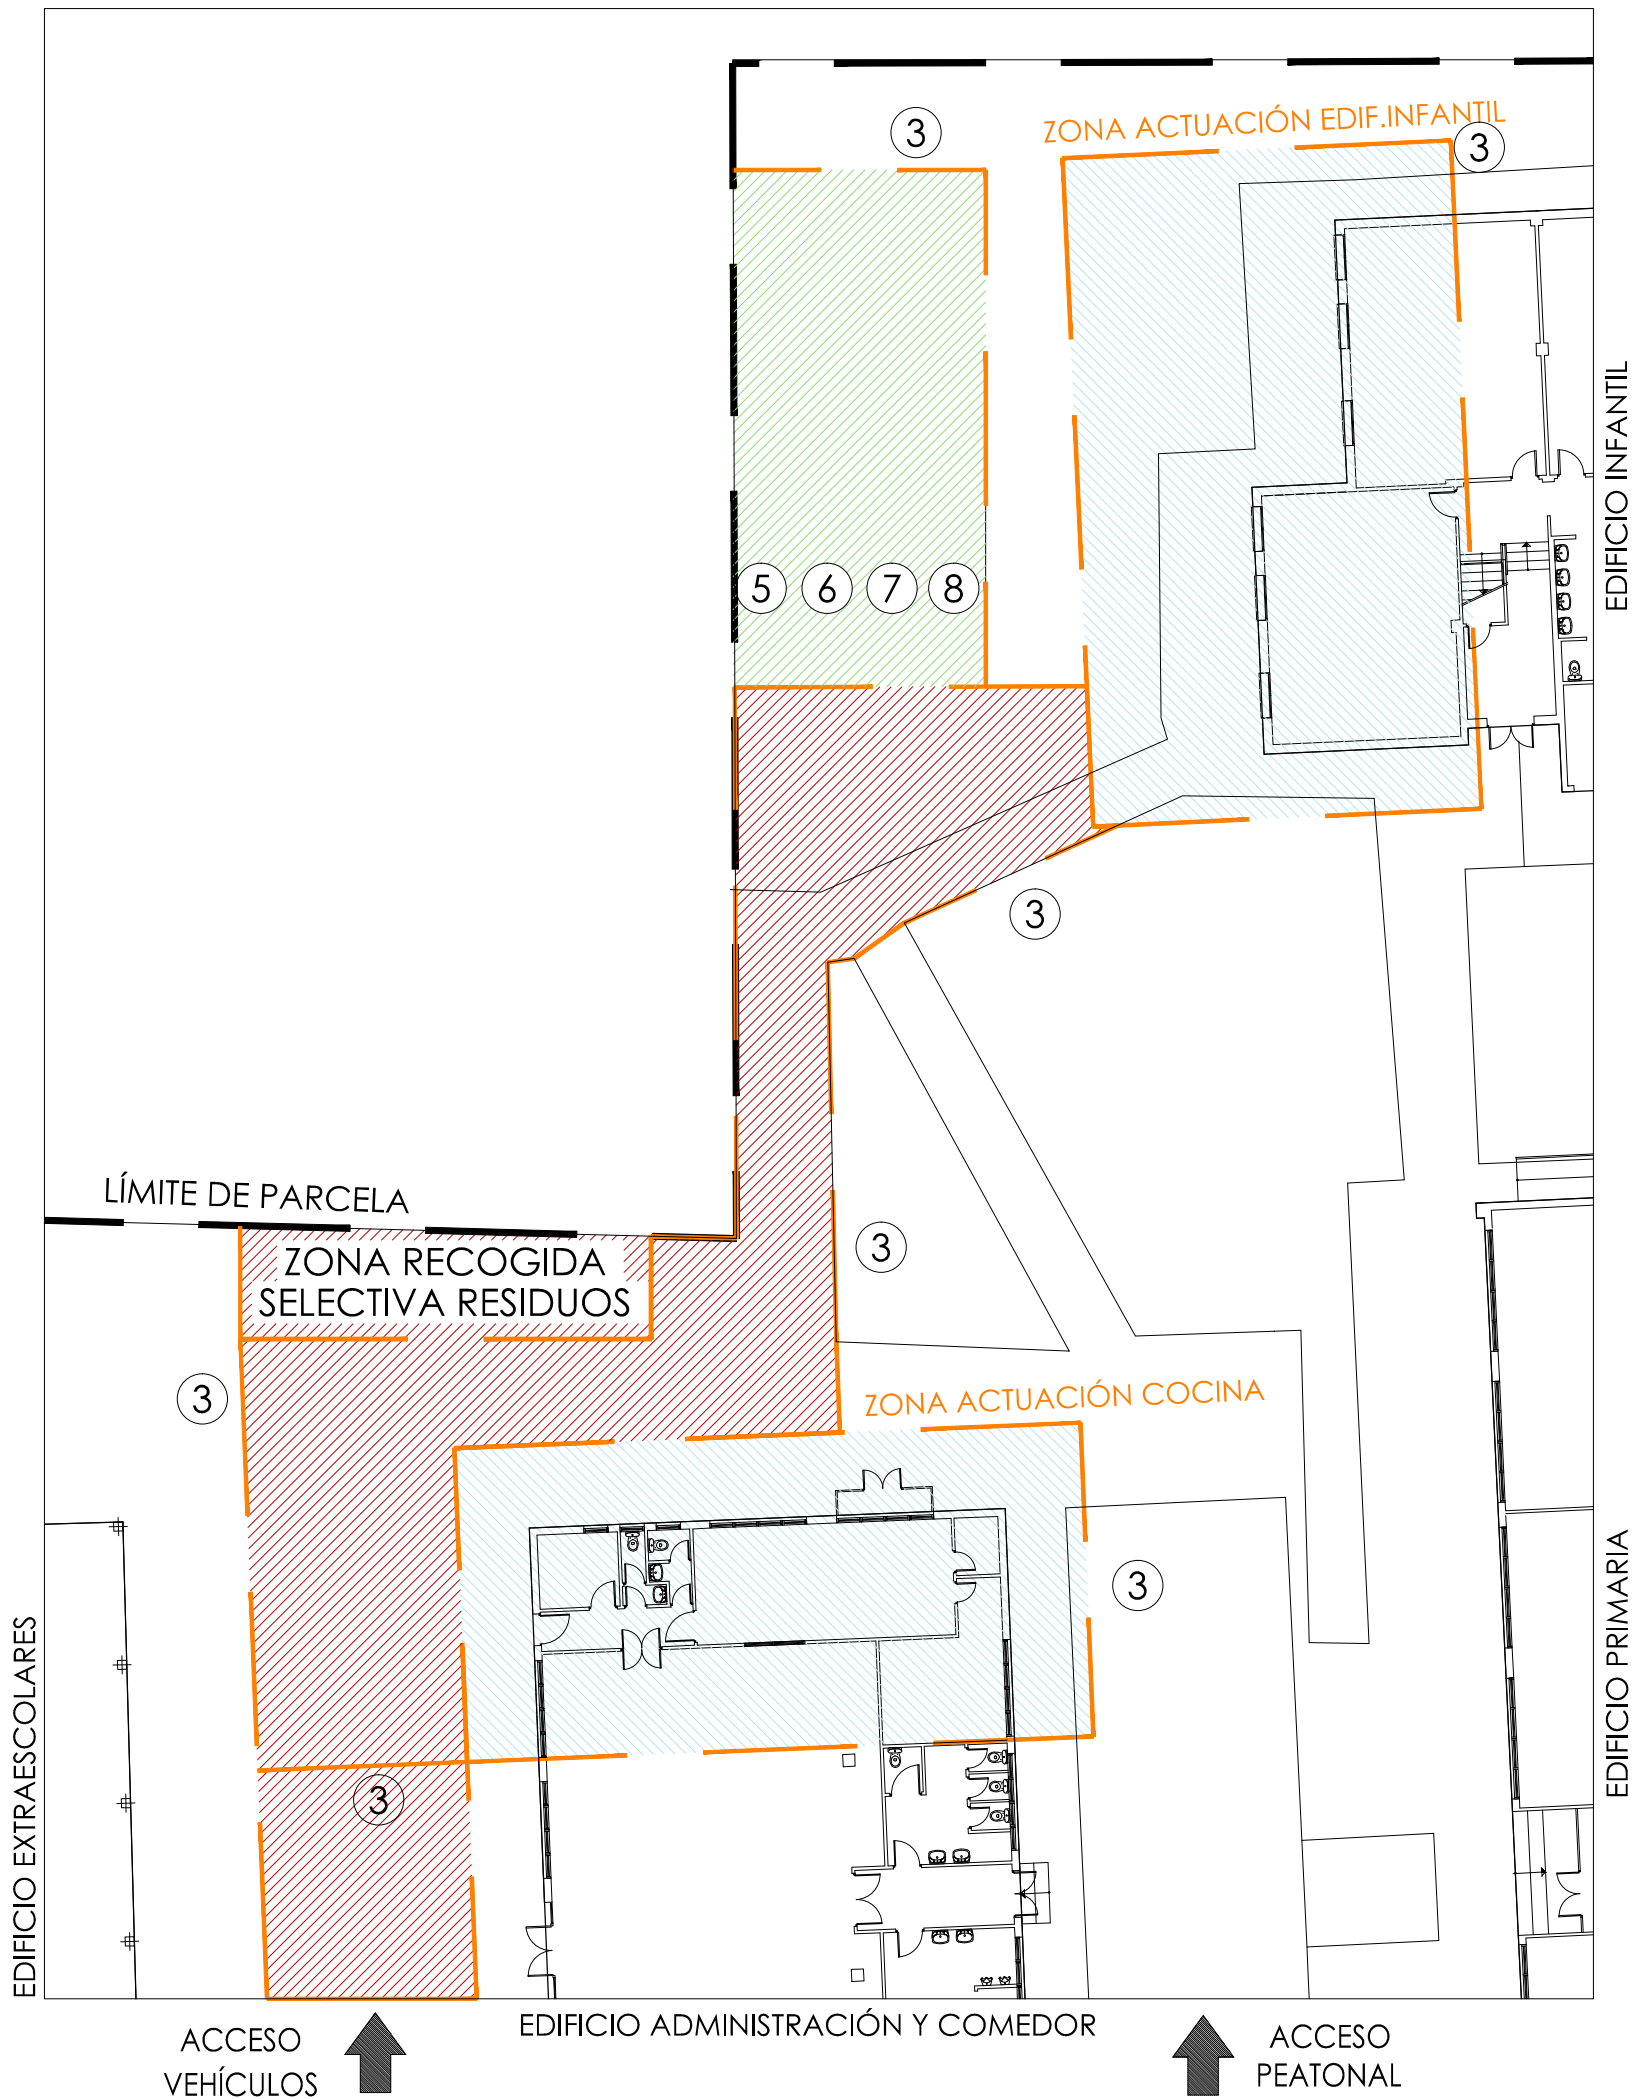 3
ZONA ACTUACIÓN EDIF.INFANTIL
3
EDIFICIO INFANTIL
5
6
7
8
3
LÍMITE DE PARCELA
ZONA RECOGIDA
SELECTIVA RESIDUOS
3
3
ZONA ACTUACIÓN COCINA
3
EDIFICIO EXTRAESCOLARES
EDIFICIO PRIMARIA
3
EDIFICIO ADMINISTRACIÓN Y COMEDOR
ACCESO
VEHÍCULOS
ACCESO
PEATONAL